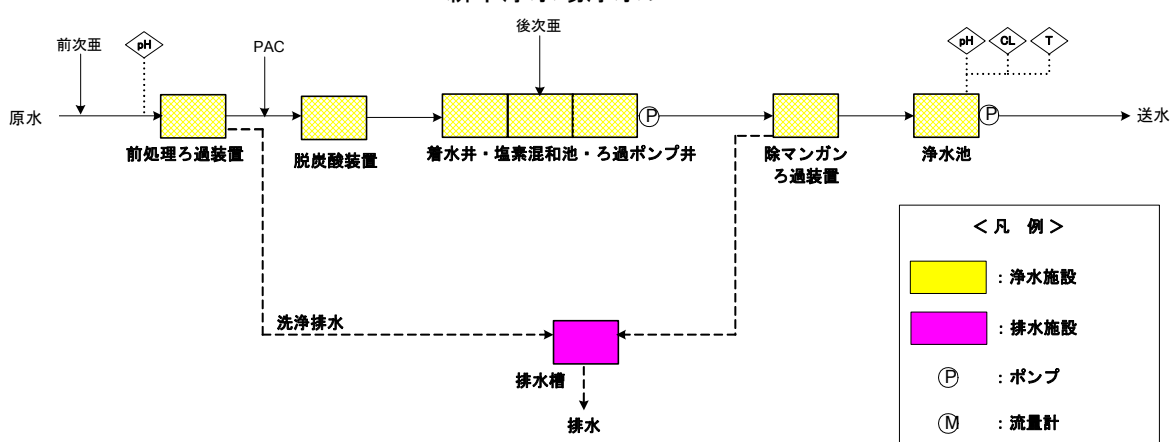 後次亜
前次亜
pH
PAC
pH
CL
T
原水
P
P
送水
前処理ろ過装置
脱炭酸装置
着水井・塩素混和池・ろ過ポンプ井
除マンガン
ろ過装置
浄水池
＜凡 例＞
：浄水施設
洗浄排水
：排水施設
排水槽
P
：ポンプ
排水
M
：流量計